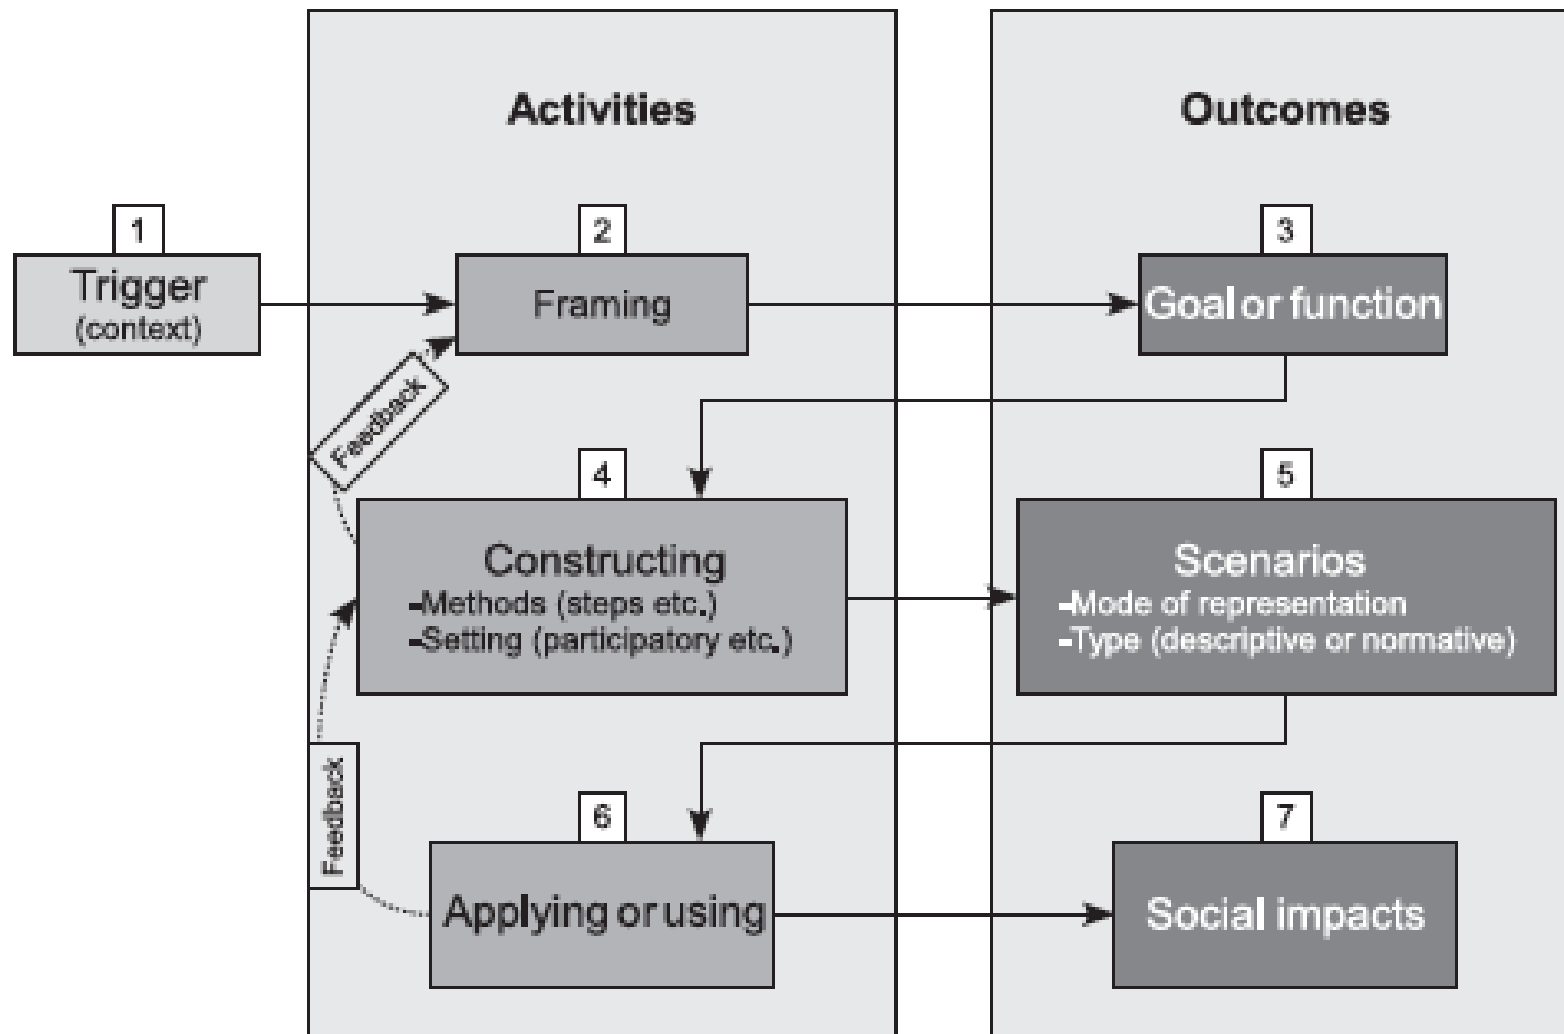 Activities
Outcomes
1
Trigger
(context)
2
Framing
3
Goal or function
Feedback
4
Constructing
-Methods (steps etc.)
-Setting (participatory etc.)
5
Scenarios
-Mode of representation
-Type (descriptive or normative)
Feedback
6
Applying or using
7
Social impacts